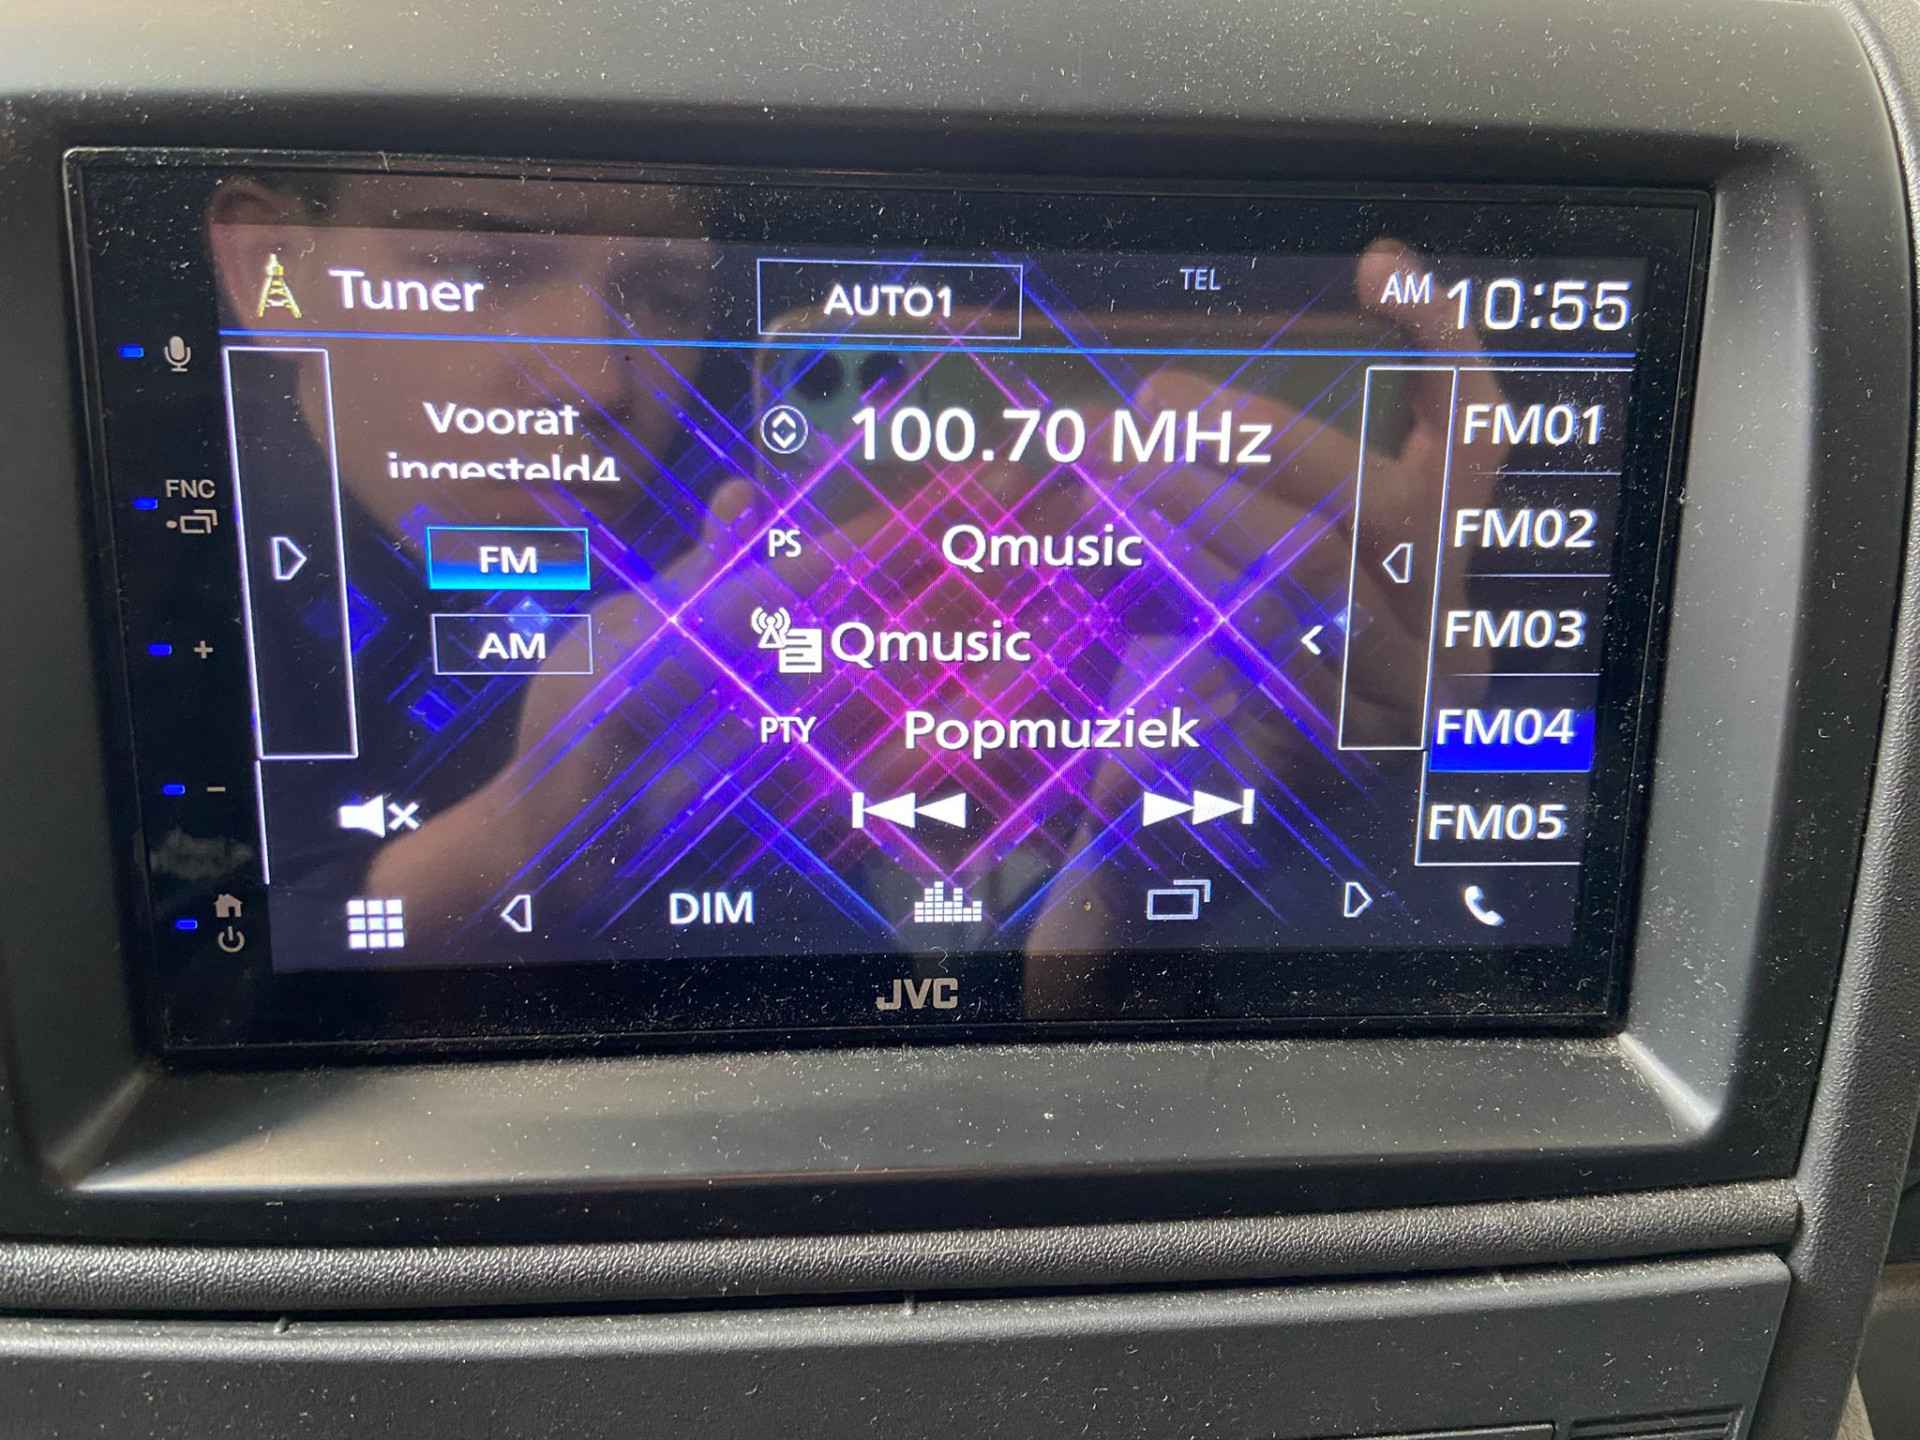 Tuner
AUTO1
TEL
AM 10:55
FNC
+
-
Voorat
ingesteld4
FM
AM
100.70 MHz
PS Qmusic
Qmusic
PTY Popmuziek
FM01
FM02
FM03
FM04
FM05
DIM
JVC